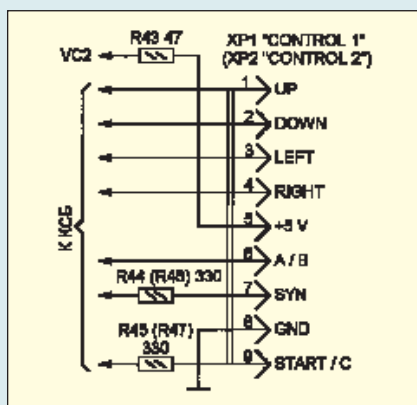 R43 47
XP1 "CONTROL 1"
(XP2 "CONTROL 2")
VC2
1 UP
2 DOWN
3 LEFT
4 RIGHT
5 +5 V
К КСБ
6 A / B
R44 (R46) 330
7 SYN
8 GND
R45 (R47)
330
9 START / C